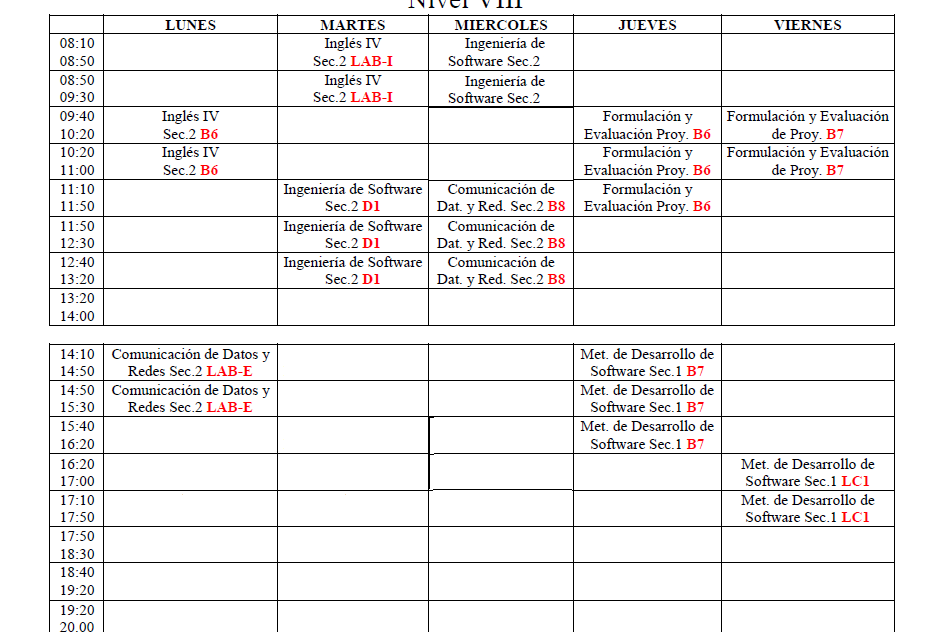 Nivel VIII
LUNES MARTES MIERCOLES JUEVES VIERNES
08:10 Inglés IV Ingeniería de
08:50 Sec.2 LAB-I Software Sec.2
08:50 Inglés IV Ingeniería de
09:30 Sec.2 LAB-I Software Sec.2
09:40 Inglés IV Formulación y Formulación y Evaluación
10:20 Sec.2 B6 Evaluación Proy. B6 de Proy. B7
10:20 Inglés IV Formulación y Formulación y Evaluación
11:00 Sec.2 B6 Evaluación Proy. B6 de Proy. B7
11:10 Ingeniería de Software Comunicación de Formulación y
11:50 Sec.2 D1 Dat. y Red. Sec.2 B8 Evaluación Proy. B6
11:50 Ingeniería de Software Comunicación de
12:30 Sec.2 D1 Dat. y Red. Sec.2 B8
12:40 Ingeniería de Software Comunicación de
13:20 Sec.2 D1 Dat. y Red. Sec.2 B8
13:20
14:00
14:10 Comunicación de Datos y Met. de Desarrollo de
14:50 Redes Sec.2 LAB-E Software Sec.1 B7
14:50 Comunicación de Datos y Met. de Desarrollo de
15:30 Redes Sec.2 LAB-E Software Sec.1 B7
15:40 Met. de Desarrollo de
16:20 Software Sec.1 B7
16:20 Met. de Desarrollo de
17:00 Software Sec.1 LC1
17:10 Met. de Desarrollo de
17:50 Software Sec.1 LC1
17:50
18:30
18:40
19:20
19:20
20.00